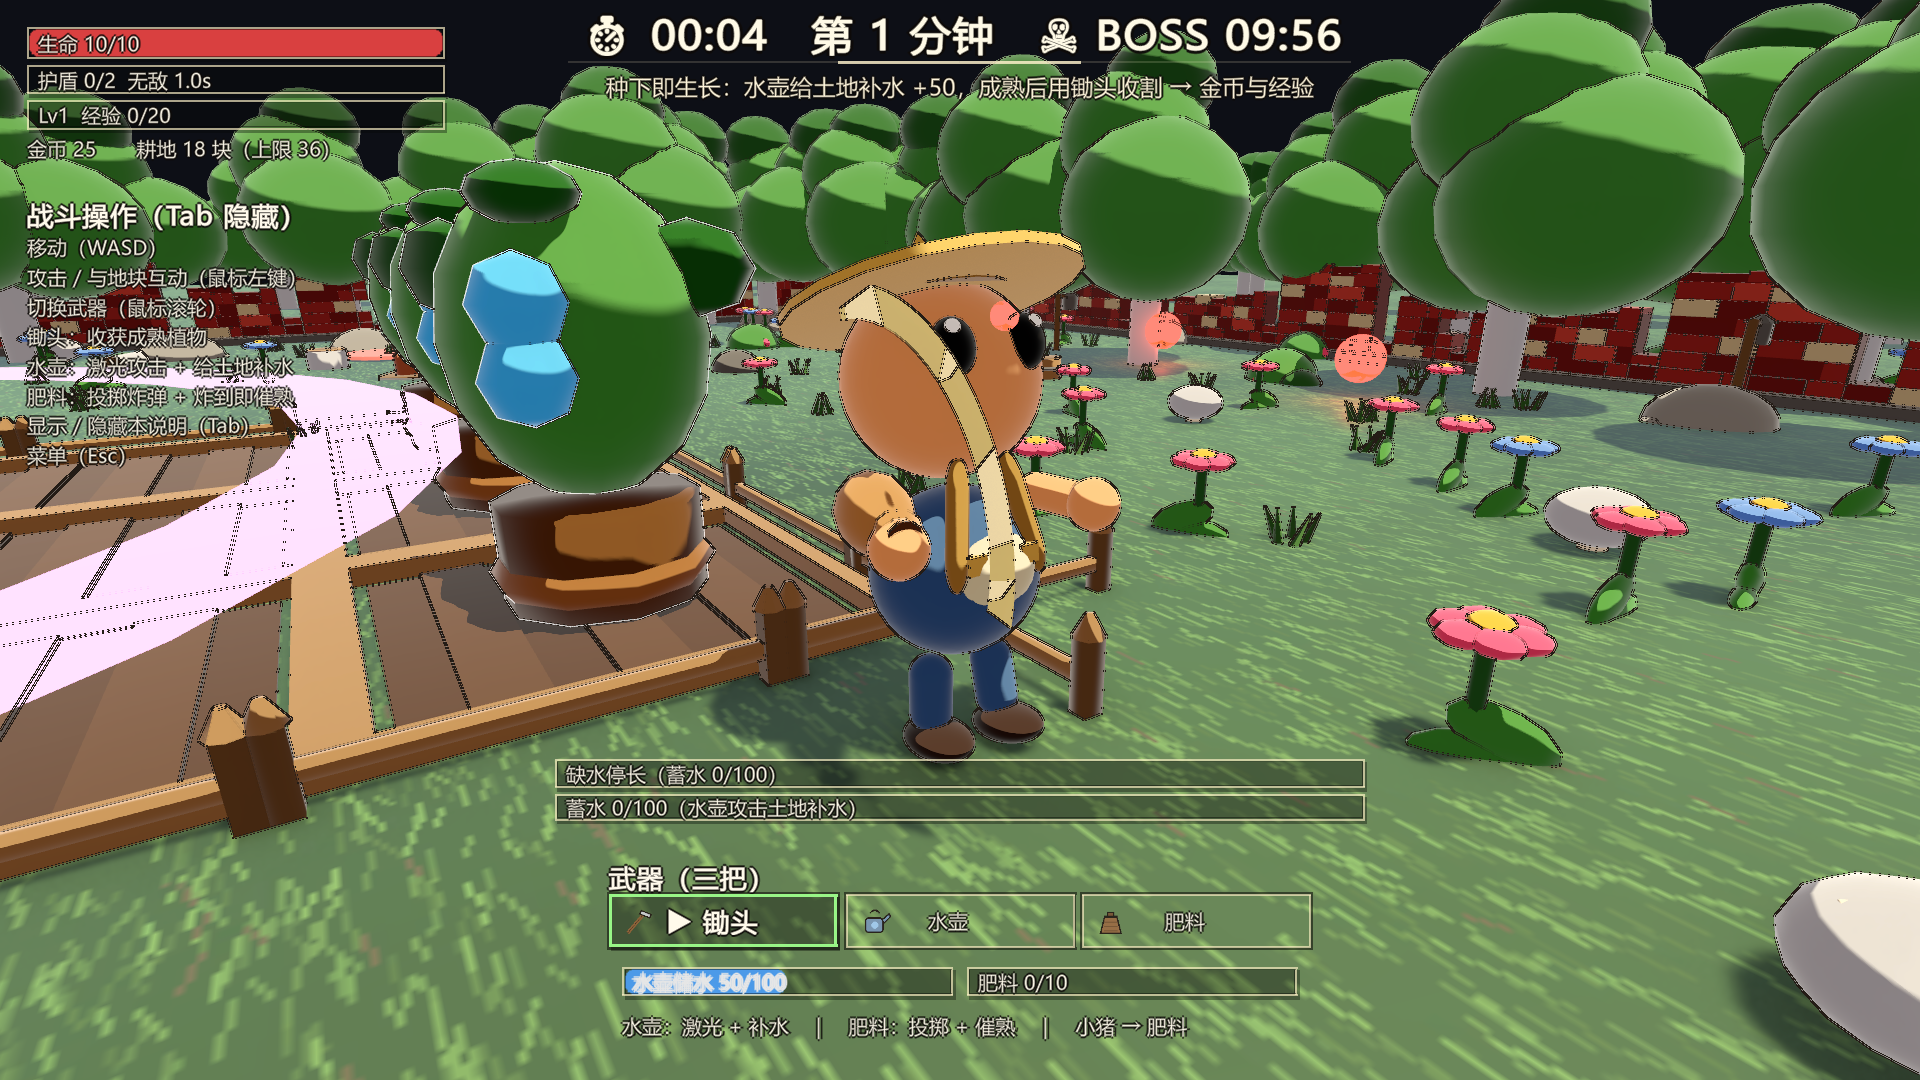 生命 10/10
护盾 0/2 无敌 1.0s
Lv1 经验 0/20
金币 25 耕地 18 块（上限 36）
00:04 第 1 分钟 BOSS 09:56
种下即生长：水壶给土地补水 +50，成熟后用锄头收割 → 金币与经验
战斗操作（Tab 隐藏）
移动（WASD）
攻击 / 与地块互动（鼠标左键）
切换武器（鼠标滚轮）
锄头：收获成熟植物
水壶：激光攻击 + 给土地补水
肥料：投掷炸弹 + 炸到即催熟
显示 / 隐藏本说明（Tab）
菜单（Esc）
缺水停长（蓄水 0/100）
蓄水 0/100（水壶攻击土地补水）
武器（三把）
▶ 锄头
水壶
肥料
水壶储水 50/100
肥料 0/10
水壶：激光 + 补水 | 肥料：投掷 + 催熟 | 小猪 → 肥料